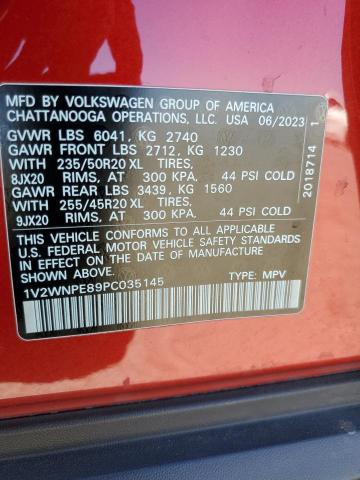 MFD BY VOLKSWAGEN GROUP OF AMERICA
CHATTANOOGA OPERATIONS, LLC. USA 06/2023
GVWR LBS 6041, KG 2740
GAWR FRONT LBS 2712, KG 1230
WITH 235/50R20 XL TIRES,
8JX20 RIMS, AT 300 KPA. 44 PSI COLD
GAWR REAR LBS 3439, KG 1560
WITH 255/45R20 XL TIRES,
9JX20 RIMS, AT 300 KPA. 44 PSI COLD
THIS VEHICLE CONFORMS TO ALL APPLICABLE
U.S. FEDERAL MOTOR VEHICLE SAFETY STANDARDS
IN EFFECT ON THE DATE OF MANUFACTURE
SHOWN ABOVE.
1V2WNPE89PC035145 TYPE: MPV
2018714 1